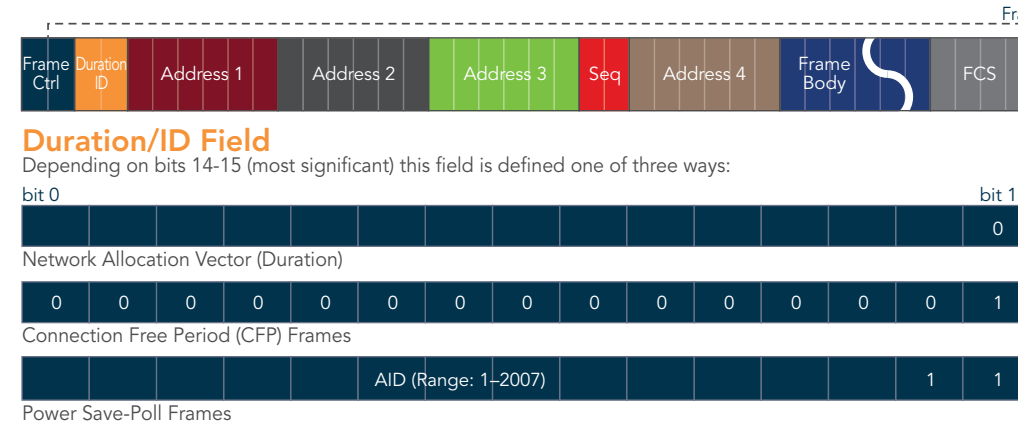 Fra
Frame Ctrl Duration ID Address 1 Address 2 Address 3 Seq Address 4 Frame Body FCS
Duration/ID Field
Depending on bits 14-15 (most significant) this field is defined one of three ways:
bit 0 bit 1
0
Network Allocation Vector (Duration)
0 0 0 0 0 0 0 0 0 0 0 0 0 0 1
Connection Free Period (CFP) Frames
AID (Range: 1–2007) 1 1
Power Save-Poll Frames